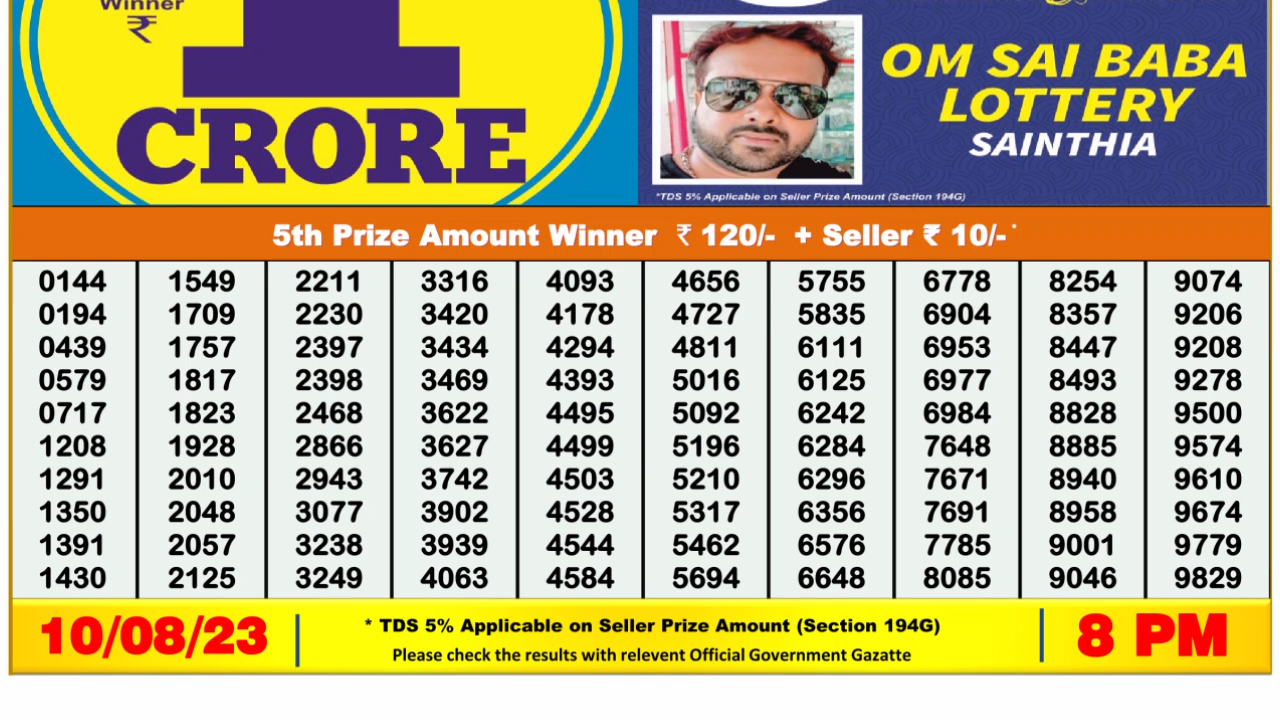 Winner
₹
1
CRORE
OM SAI BABA
LOTTERY
SAINTHIA
*TDS 5% Applicable on Seller Prize Amount (Section 194G)
5th Prize Amount Winner ₹ 120/- + Seller ₹ 10/- *
0144 1549 2211 3316 4093 4656 5755 6778 8254 9074
0194 1709 2230 3420 4178 4727 5835 6904 8357 9206
0439 1757 2397 3434 4294 4811 6111 6953 8447 9208
0579 1817 2398 3469 4393 5016 6125 6977 8493 9278
0717 1823 2468 3622 4495 5092 6242 6984 8828 9500
1208 1928 2866 3627 4499 5196 6284 7648 8885 9574
1291 2010 2943 3742 4503 5210 6296 7671 8940 9610
1350 2048 3077 3902 4528 5317 6356 7691 8958 9674
1391 2057 3238 3939 4544 5462 6576 7785 9001 9779
1430 2125 3249 4063 4584 5694 6648 8085 9046 9829
10/08/23
* TDS 5% Applicable on Seller Prize Amount (Section 194G)
Please check the results with relevent Official Government Gazatte
8 PM